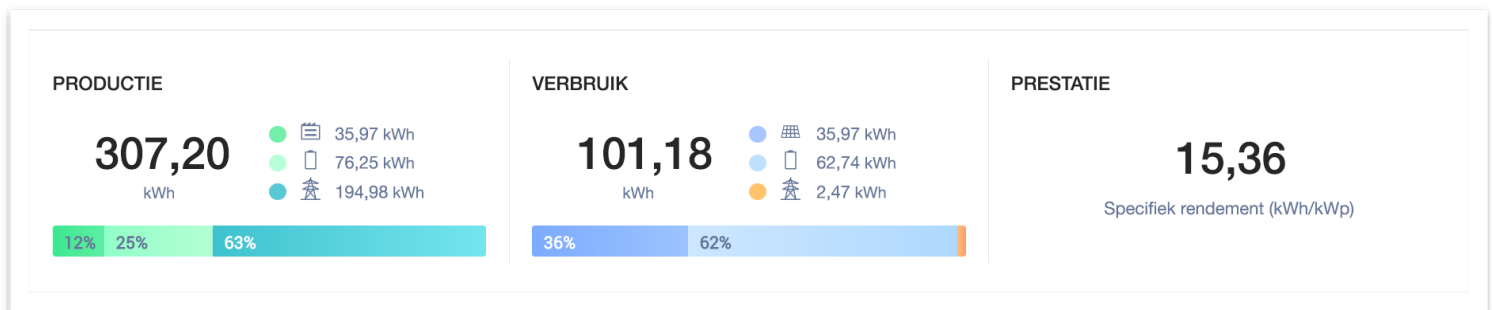 PRODUCTIE
307,20
kWh
35,97 kWh
76,25 kWh
194,98 kWh
12% 25% 63%
VERBRUIK
101,18
kWh
35,97 kWh
62,74 kWh
2,47 kWh
36% 62%
PRESTATIE
15,36
Specifiek rendement (kWh/kWp)